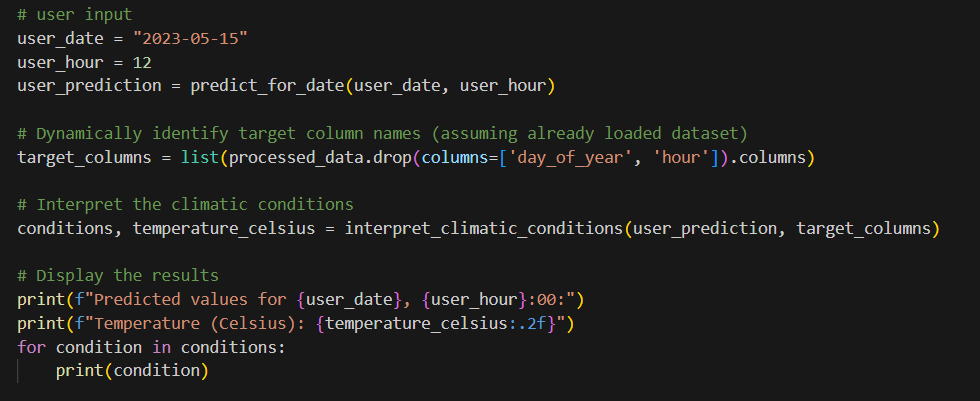 # user input
user_date = "2023-05-15"
user_hour = 12
user_prediction = predict_for_date(user_date, user_hour)

# Dynamically identify target column names (assuming already loaded dataset)
target_columns = list(processed_data.drop(columns=['day_of_year', 'hour']).columns)

# Interpret the climatic conditions
conditions, temperature_celsius = interpret_climatic_conditions(user_prediction, target_columns)

# Display the results
print(f"Predicted values for {user_date}, {user_hour}:00:")
print(f"Temperature (Celsius): {temperature_celsius:.2f}")
for condition in conditions:
    print(condition)